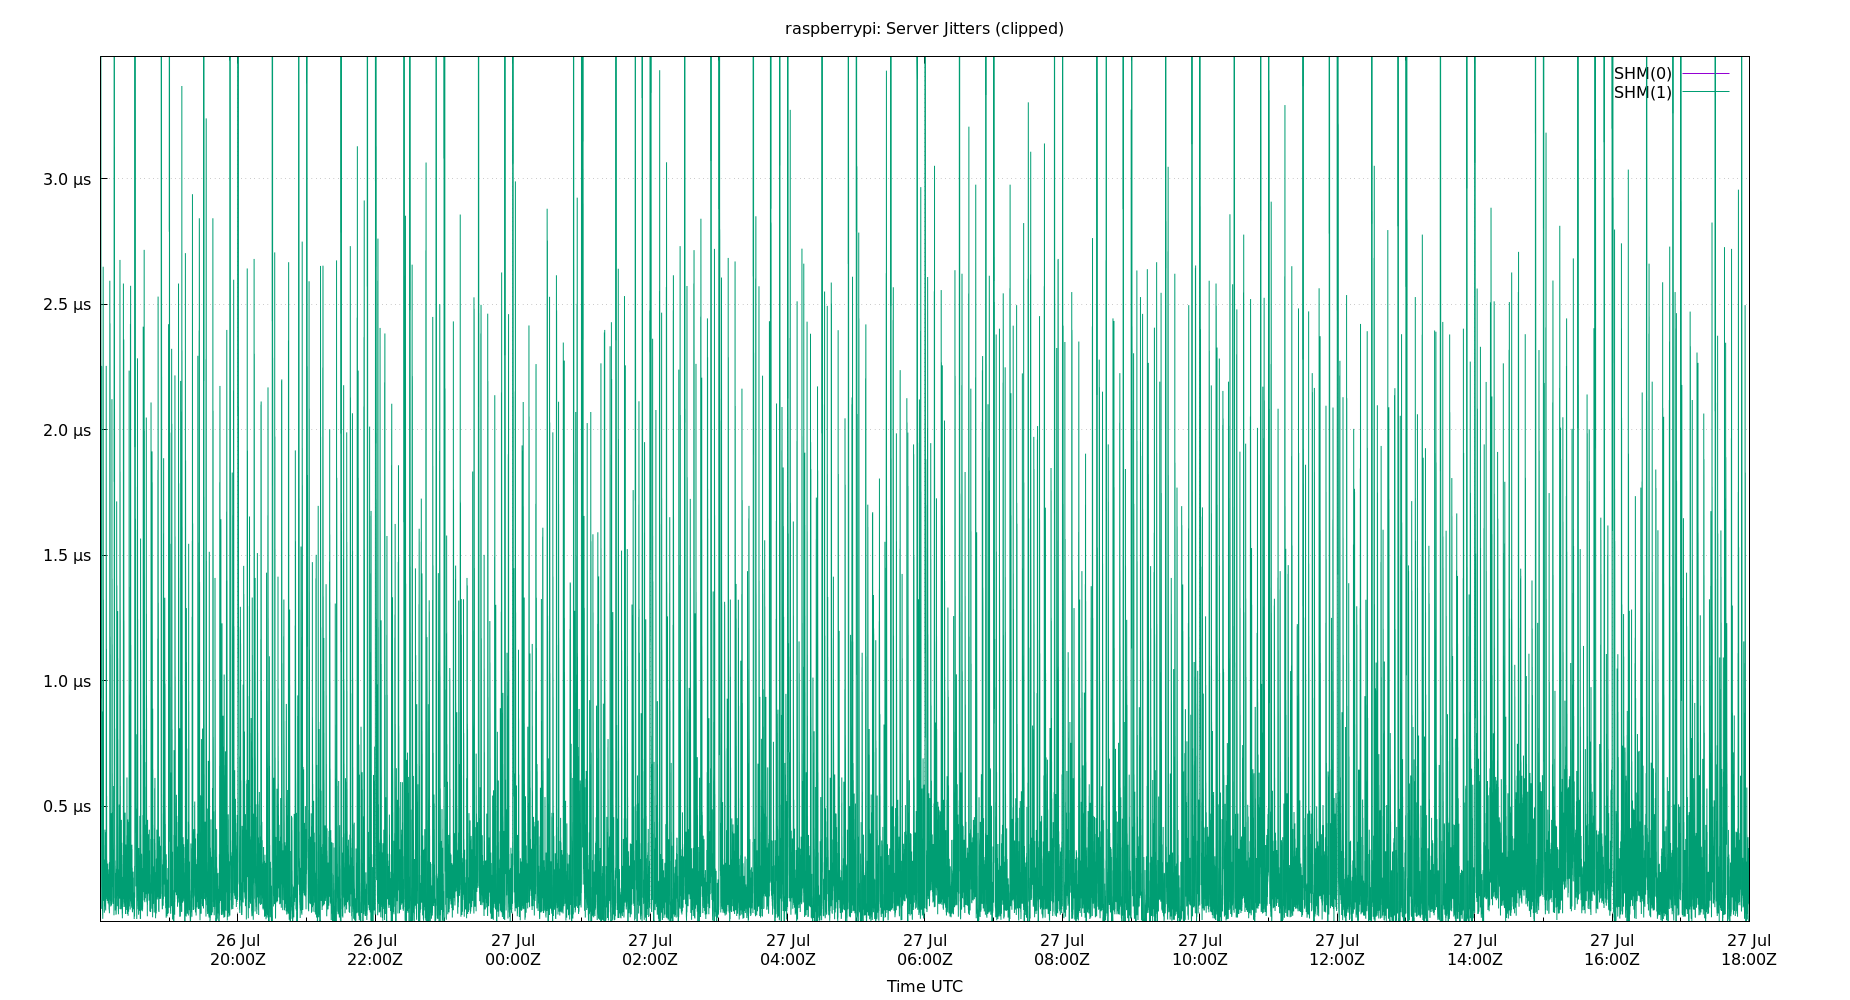 raspberrypi: Server Jitters (clipped)
SHM(0)
SHM(1)
3.0 µs
2.5 µs
2.0 µs
1.5 µs
1.0 µs
0.5 µs
26 Jul 26 Jul 27 Jul 27 Jul 27 Jul 27 Jul 27 Jul 27 Jul 27 Jul 27 Jul 27 Jul 27 Jul
20:00Z 22:00Z 00:00Z 02:00Z 04:00Z 06:00Z 08:00Z 10:00Z 12:00Z 14:00Z 16:00Z 18:00Z
Time UTC